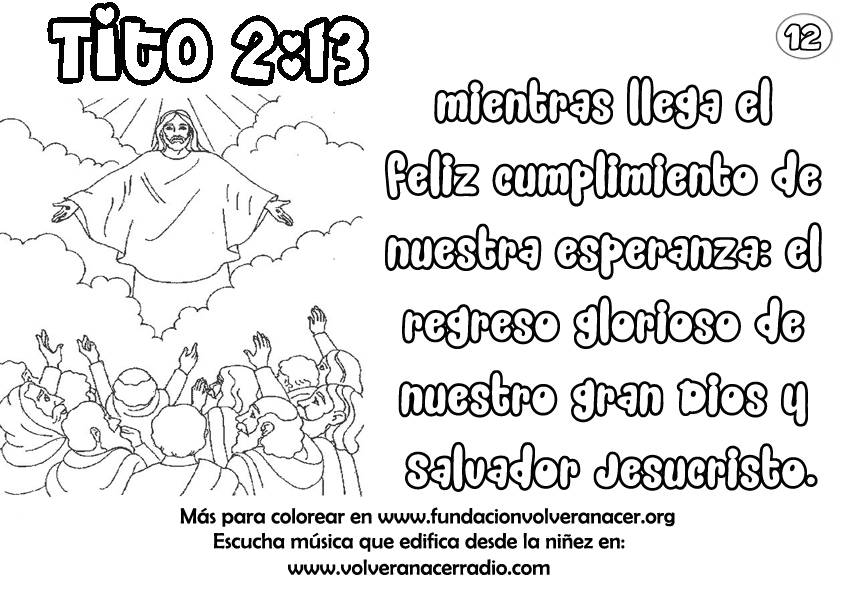 Tito 2:13
12
mientras llega el
feliz cumplimiento de
nuestra esperanza: el
regreso glorioso de
nuestro gran Dios y
Salvador Jesucristo.
Más para colorear en www.fundacionvolveranacer.org
Escucha música que edifica desde la niñez en:
www.volveranacerradio.com